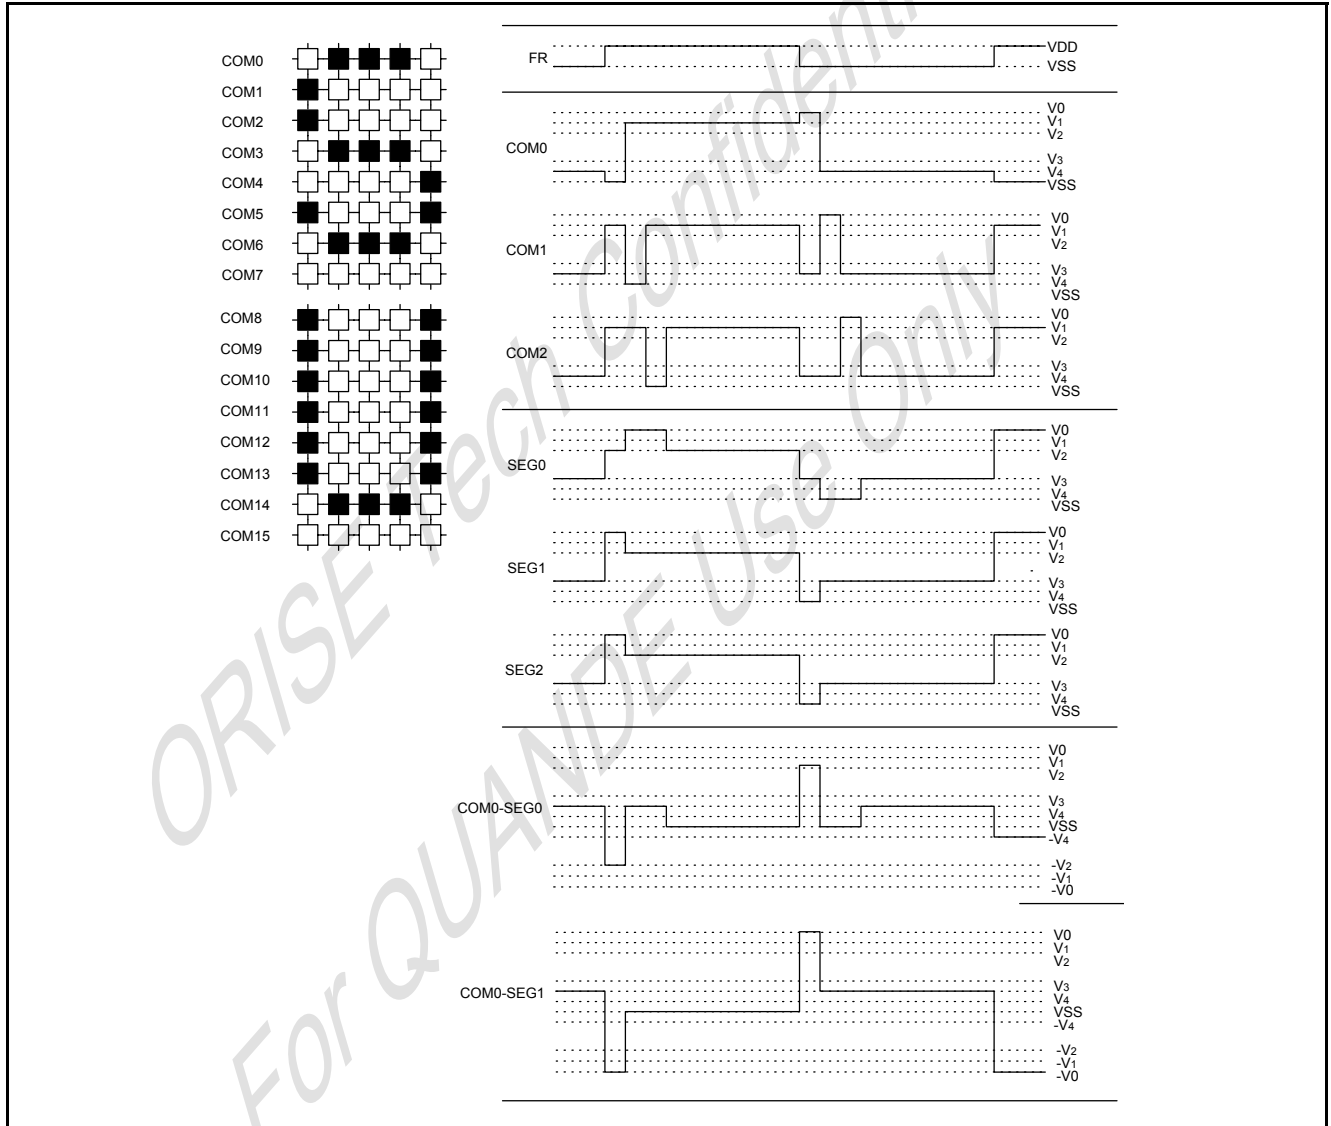 COM0
COM1
COM2
COM3
COM4
COM5
COM6
COM7
COM8
COM9
COM10
COM11
COM12
COM13
COM14
COM15
FR
VDD
VSS
COM0
V0
V1
V2
V3
V4
VSS
COM1
V0
V1
V2
V3
V4
VSS
COM2
V0
V1
V2
V3
V4
VSS
SEG0
V0
V1
V2
V3
V4
VSS
SEG1
V0
V1
V2
V3
V4
VSS
SEG2
V0
V1
V2
V3
V4
VSS
COM0-SEG0
V0
V1
V2
V3
V4
VSS
-V4
-V2
-V1
-V0
COM0-SEG1
V0
V1
V2
V3
V4
VSS
-V4
-V2
-V1
-V0
ORISE Tech
For QUANDE Use Only